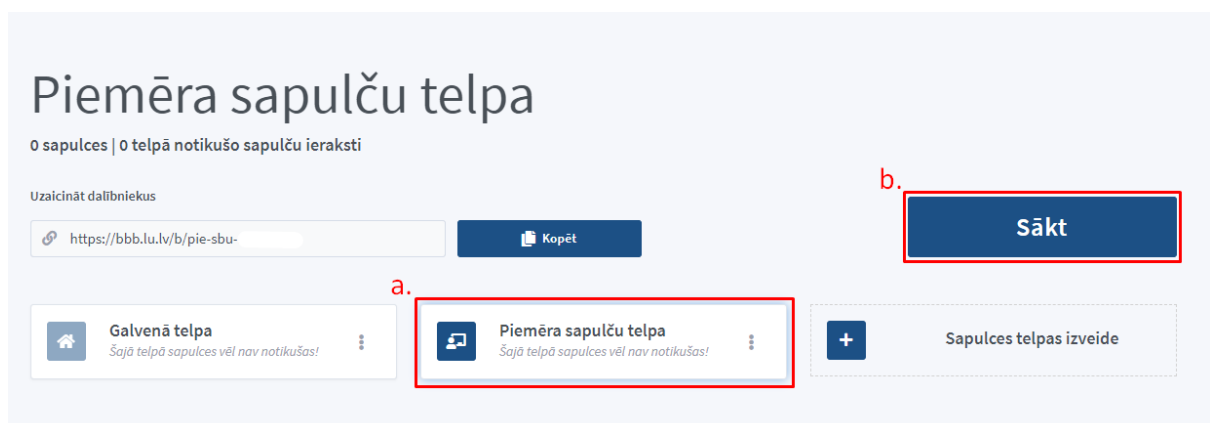 Piemēra sapulču telpa
0 sapulces | 0 telpā notikušo sapulču ieraksti
Uzaicināt dalībniekus
b.
Sākt
https://bbb.lu.lv/b/pie-sbu-
Kopēt
a.
Galvenā telpa
Šajā telpā sapulces vēl nav notikušas!
Piemēra sapulču telpa
Šajā telpā sapulces vēl nav notikušas!
Sapulces telpas izveide